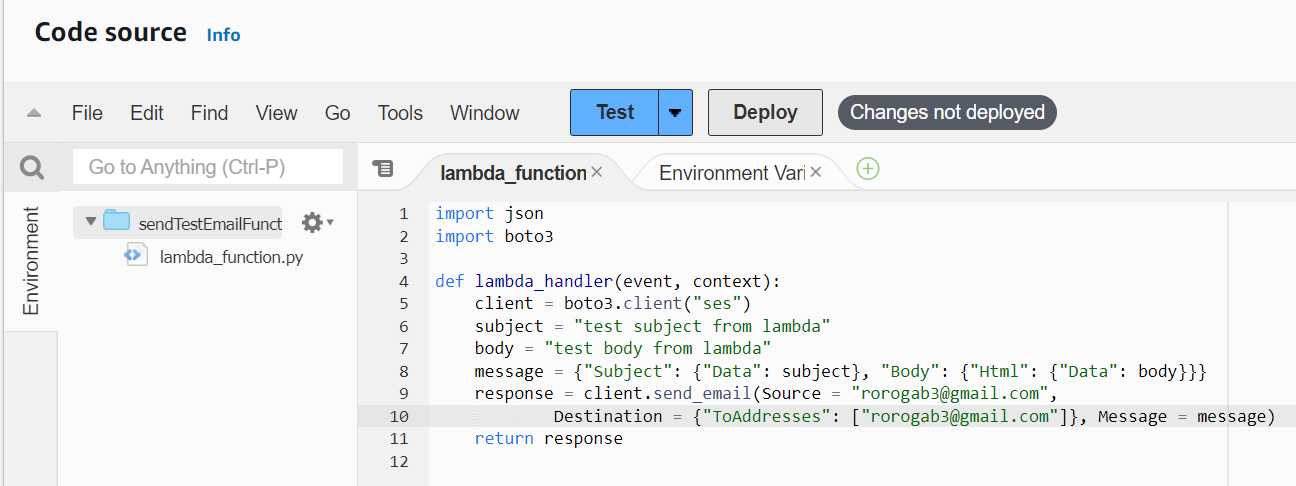 Code source Info
File Edit Find View Go Tools Window Test Deploy Changes not deployed
Go to Anything (Ctrl-P)
lambda_function Environment Vari
Environment
sendTestEmailFunct
lambda_function.py
1 import json
2 import boto3
3
4 def lambda_handler(event, context):
5     client = boto3.client("ses")
6     subject = "test subject from lambda"
7     body = "test body from lambda"
8     message = {"Subject": {"Data": subject}, "Body": {"Html": {"Data": body}}}
9     response = client.send_email(Source = "rorogab3@gmail.com",
10             Destination = {"ToAddresses": ["rorogab3@gmail.com"]}, Message = message)
11     return response
12